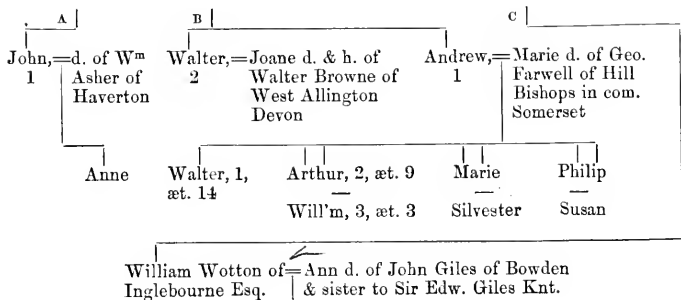 A B C
John,=d. of Wᵐ Walter,=Joane d. & h. of Andrew,=Marie d. of Geo.
1 Asher of 2 Walter Browne of 1 Farwell of Hill
Haverton West Allington Bishops in com.
Devon Somerset
Anne Walter, 1, Arthur, 2, æt. 9 Marie Philip
æt. 14 Will'm, 3, æt. 3 Silvester Susan
William Wotton of=Ann d. of John Giles of Bowden
Inglebourne Esq. & sister to Sir Edw. Giles Knt.